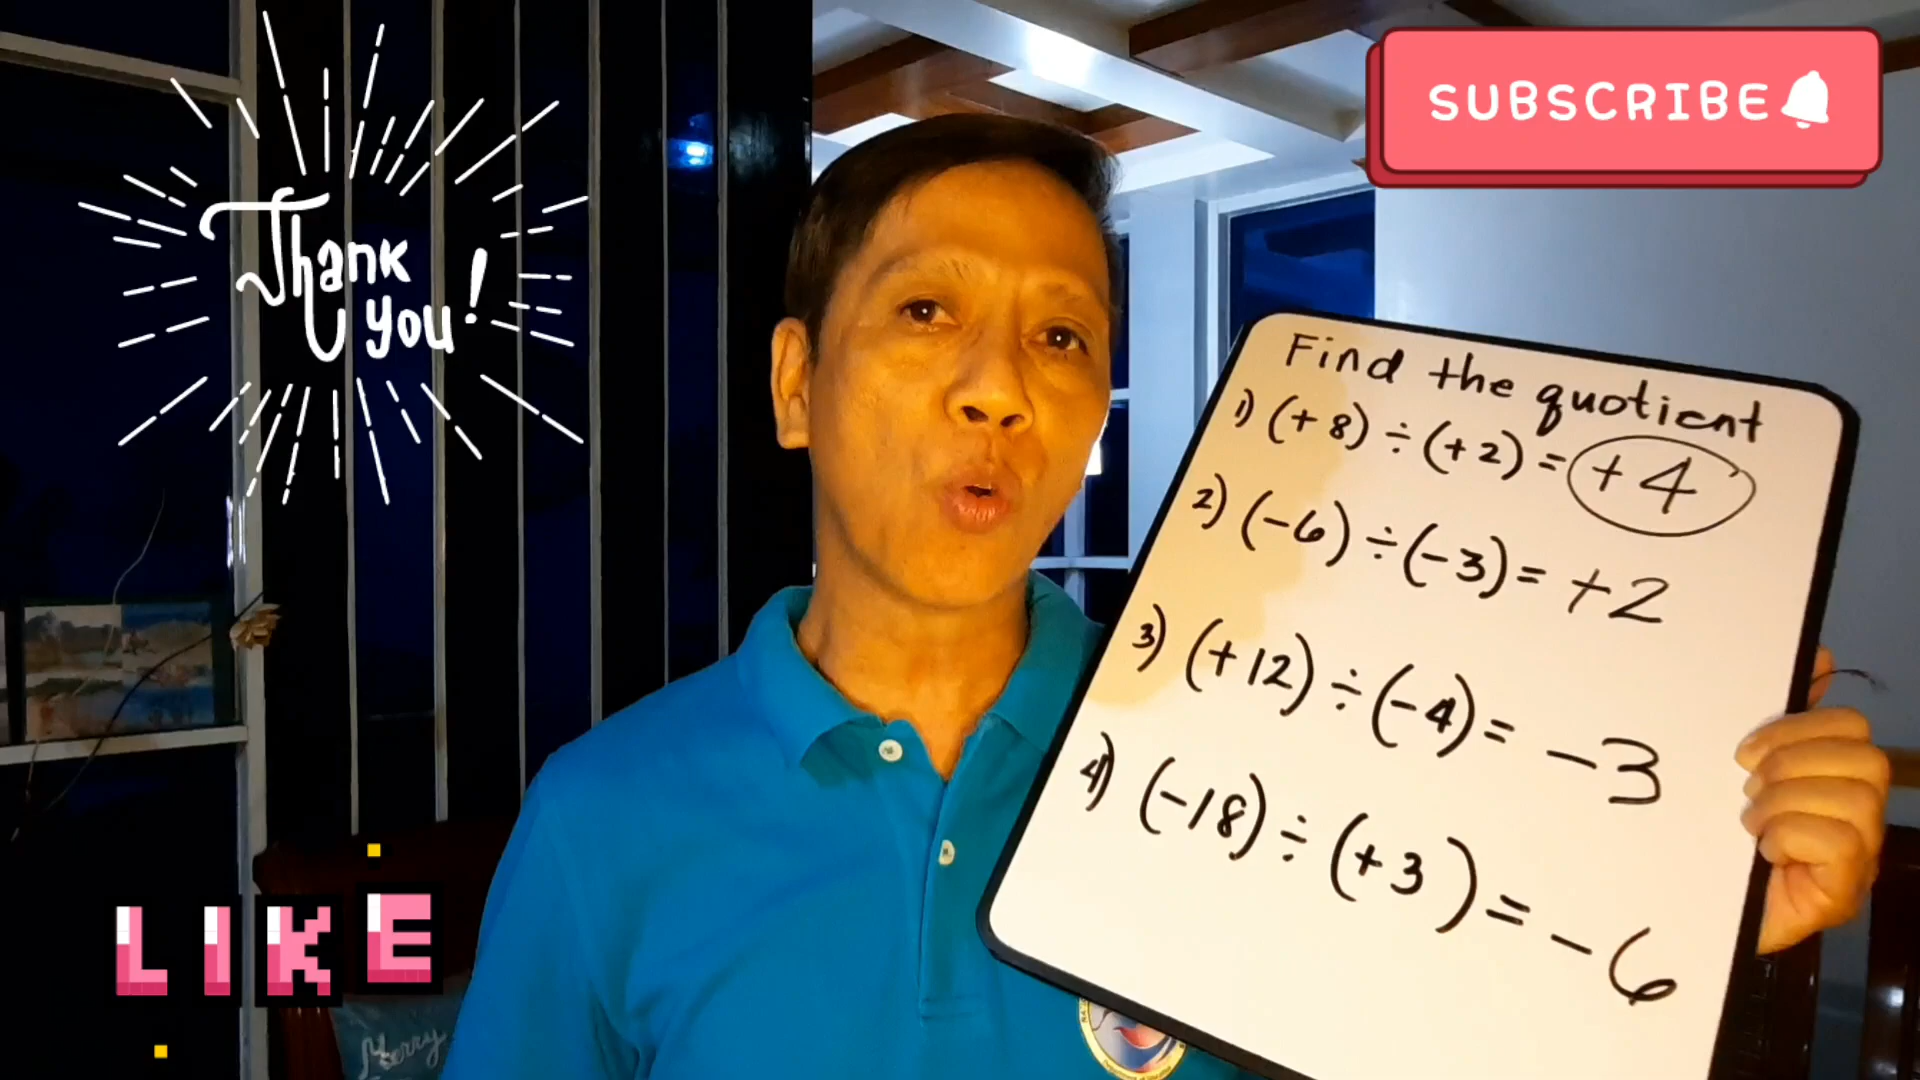 Thank
you!
SUBSCRIBE
Find the quotient
1) (+8) ÷ (+2) = +4
2) (-6) ÷ (-3) = +2
3) (+12) ÷ (-4) = -3
4) (-18) ÷ (+3) = -6
LIKE
Merry